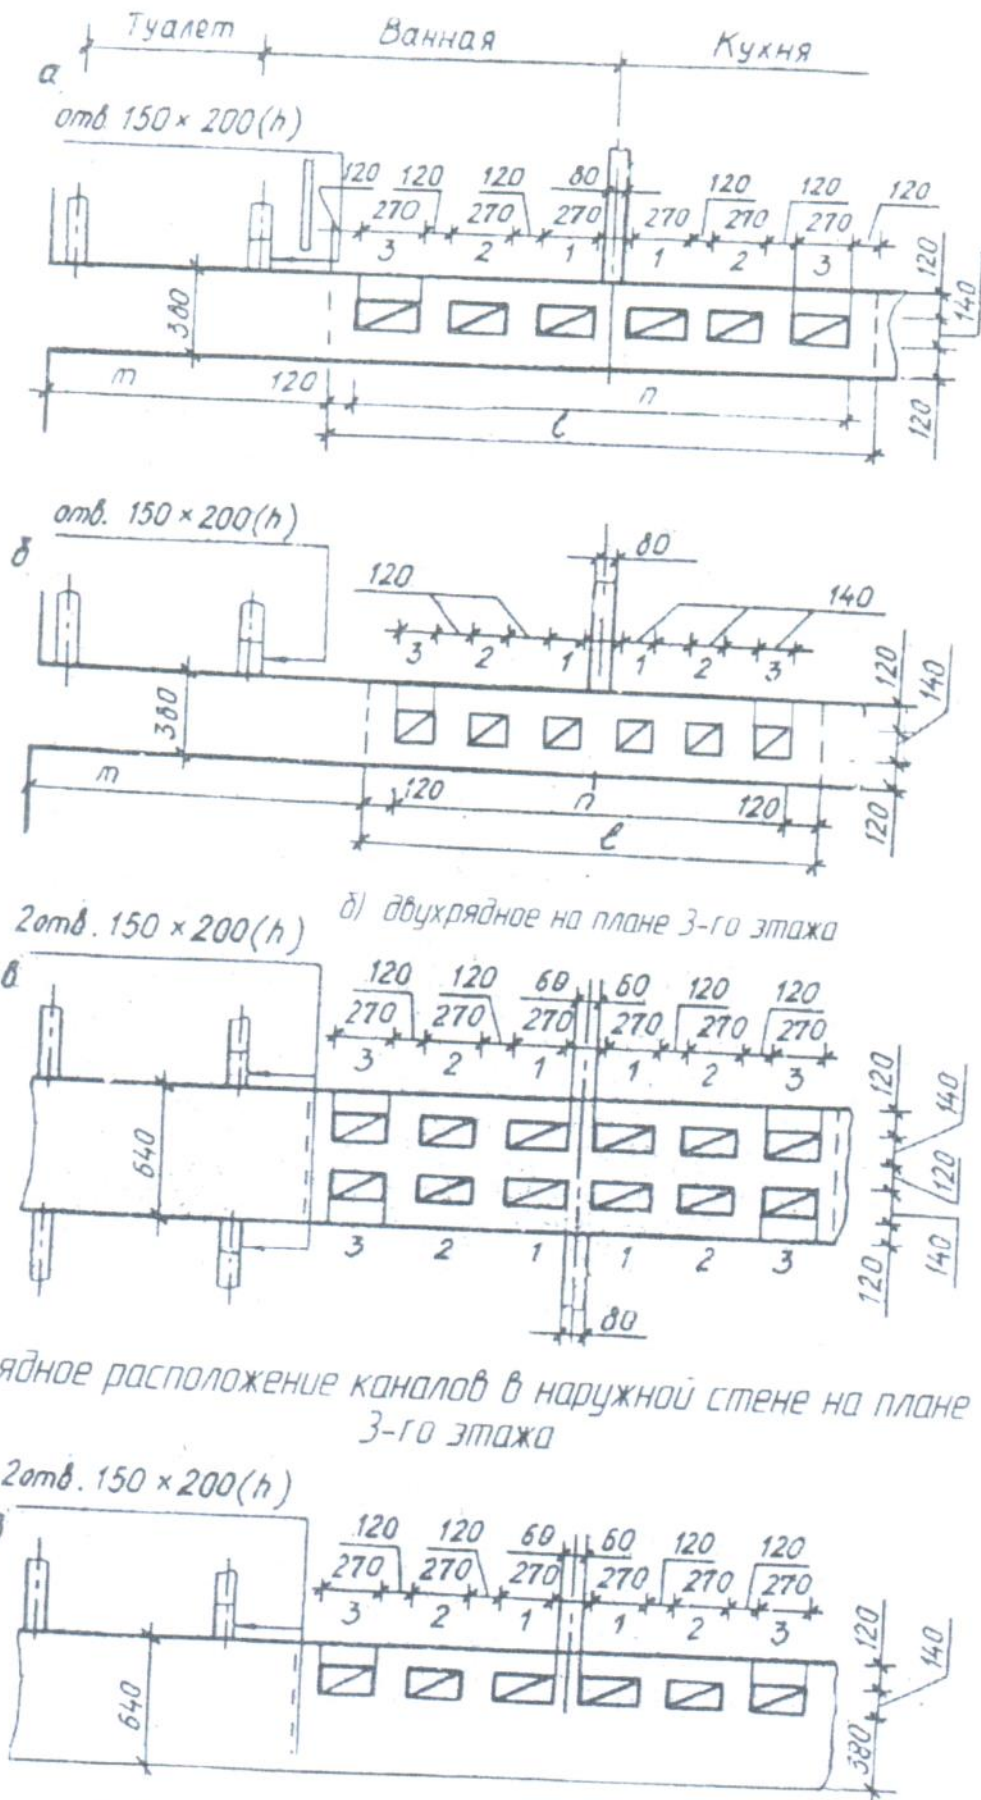 Туалет Ванная Кухня
а
отв. 150 × 200(h)
120 120 120 80 120 120 120
270 270 270 270 270 270
3 2 1 1 2 3
120
140
380
m 120 n
120
l
отв. 150 × 200(h)
б
80
120 140
3 2 1 1 2 3
120
140
380
m 120 n 120
120
l
б) двухрядное на плане 3-го этажа
2отв. 150 × 200(h)
в
120 120 60 60 120 120
270 270 270 270 270 270
3 2 1 1 2 3
120
140
640
120
3 2 1 1 2 3
120
140
80
ядное расположение каналов в наружной стене на плане
3-го этажа
2отв. 150 × 200(h)
120 120 60 60 120 120
270 270 270 270 270 270
3 2 1 1 2 3
120
140
640
380